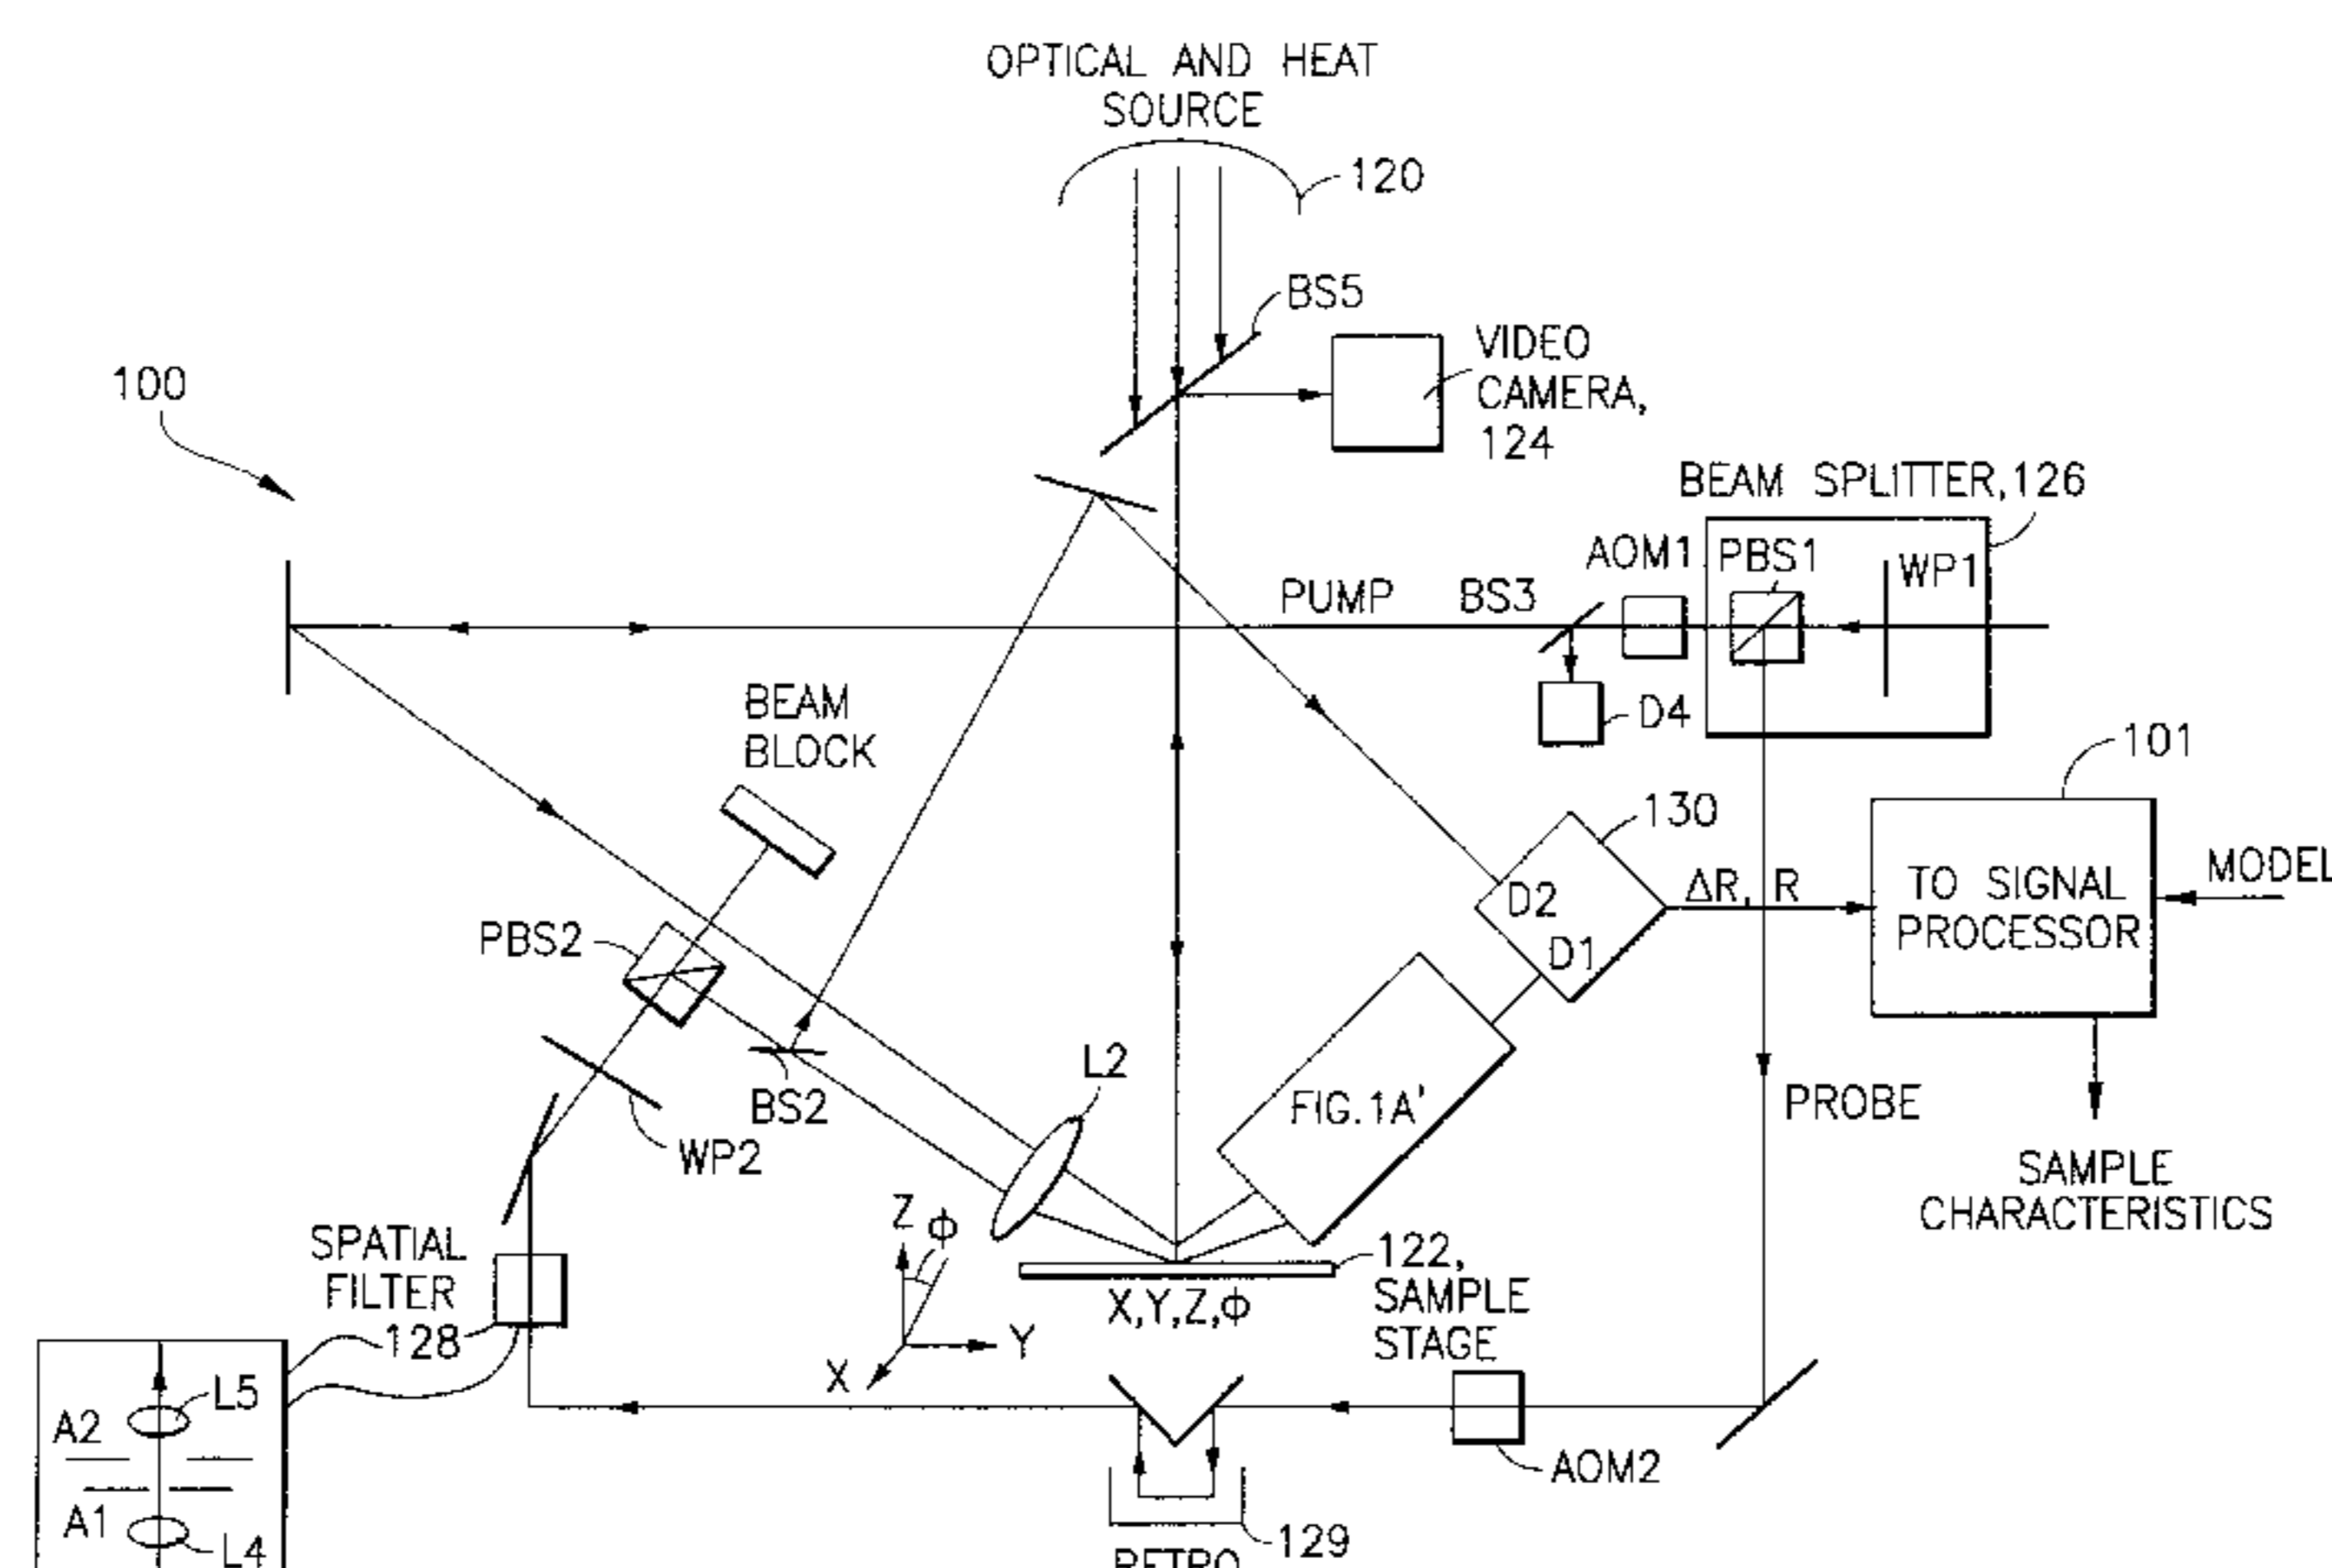 OPTICAL AND HEAT
SOURCE
120
BS5
VIDEO
CAMERA,
124
100
BEAM SPLITTER, 126
AOM1
PBS1
WP1
PUMP
BS3
D4
BEAM
BLOCK
101
130
ΔR, R
TO SIGNAL
PROCESSOR
MODEL
D2
D1
PBS2
BS2
L2
FIG. 1A'
PROBE
WP2
SAMPLE
CHARACTERISTICS
Z
Φ
SPATIAL
FILTER
128
122,
SAMPLE
STAGE
X,Y,Z,Φ
Y
X
L5
A2
AOM2
A1
L4
129
RETRO